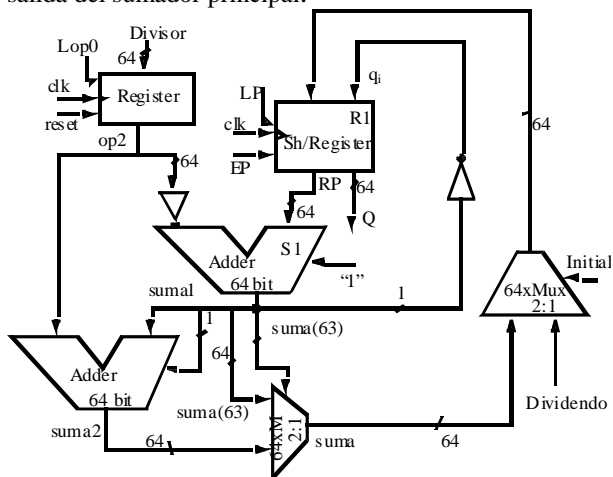 salida del sumador principal.
Divisor
Lop0
64
clk
Register
reset
op2
64
LP
qi
R1
clk
Sh/Register
EP
RP
64
64
Q
64
Adder
S1
64 bit
"1"
suma1
1
1
suma(63)
Initial
64xMux
2:1
Adder
64 bit
64
suma(63)
suma2
64
64xM
2:1
suma
64
Dividendo